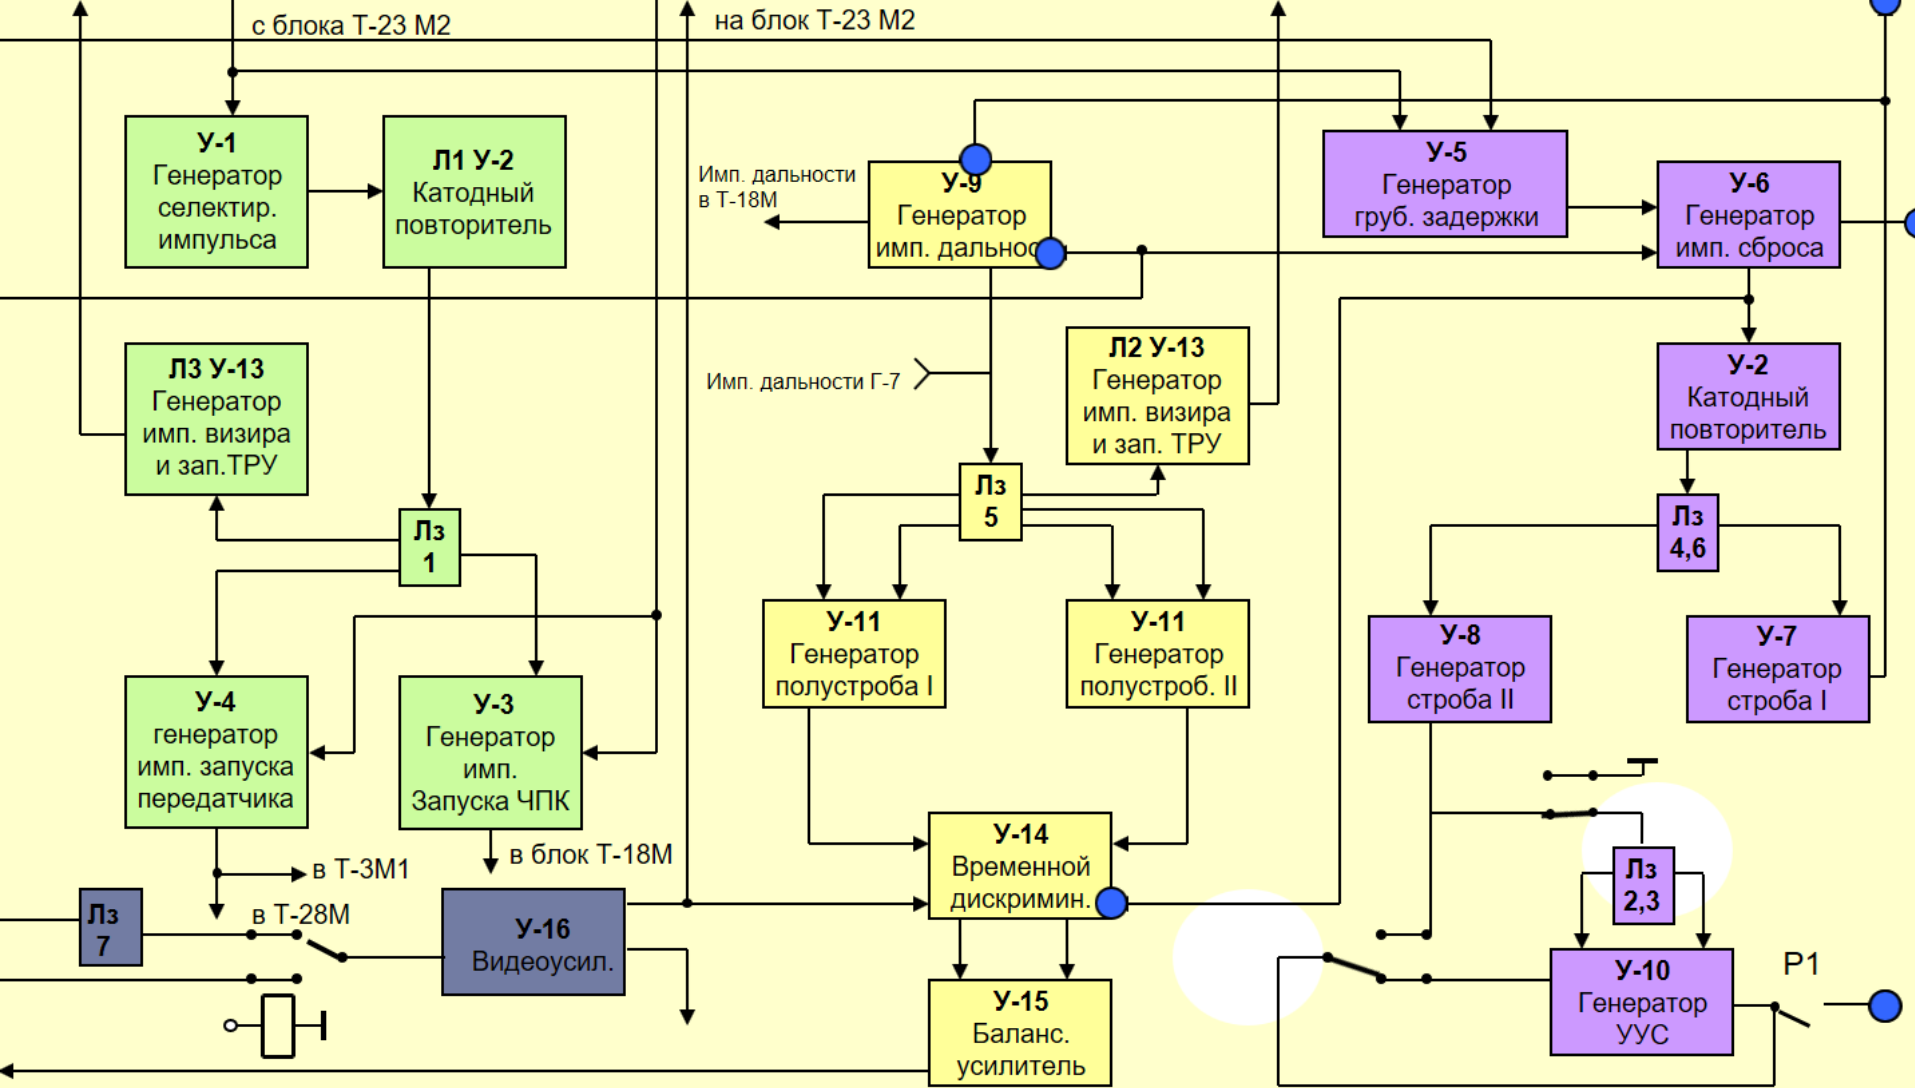 с блока Т-23 М2
на блок Т-23 М2
У-1
Генератор
селектир.
импульса
Л1 У-2
Катодный
повторитель
Имп. дальности
в Т-18М
У-9
Генератор
имп. дальнос
У-5
Генератор
груб. задержки
У-6
Генератор
имп. сброса
Л3 У-13
Генератор
имп. визира
и зап.ТРУ
Имп. дальности Г-7
Л2 У-13
Генератор
имп. визира
и зап. ТРУ
У-2
Катодный
повторитель
Лз
1
Лз
5
Лз
4,6
У-11
Генератор
полустроба I
У-11
Генератор
полустроб. II
У-8
Генератор
строба II
У-7
Генератор
строба I
У-4
генератор
имп. запуска
передатчика
У-3
Генератор
имп.
Запуска ЧПК
в Т-3М1
в блок Т-18М
У-14
Временной
дискримин.
Лз
2,3
Лз
7
в Т-28М
У-16
Видеоусил.
У-15
Баланс.
усилитель
У-10
Генератор
УУС
Р1